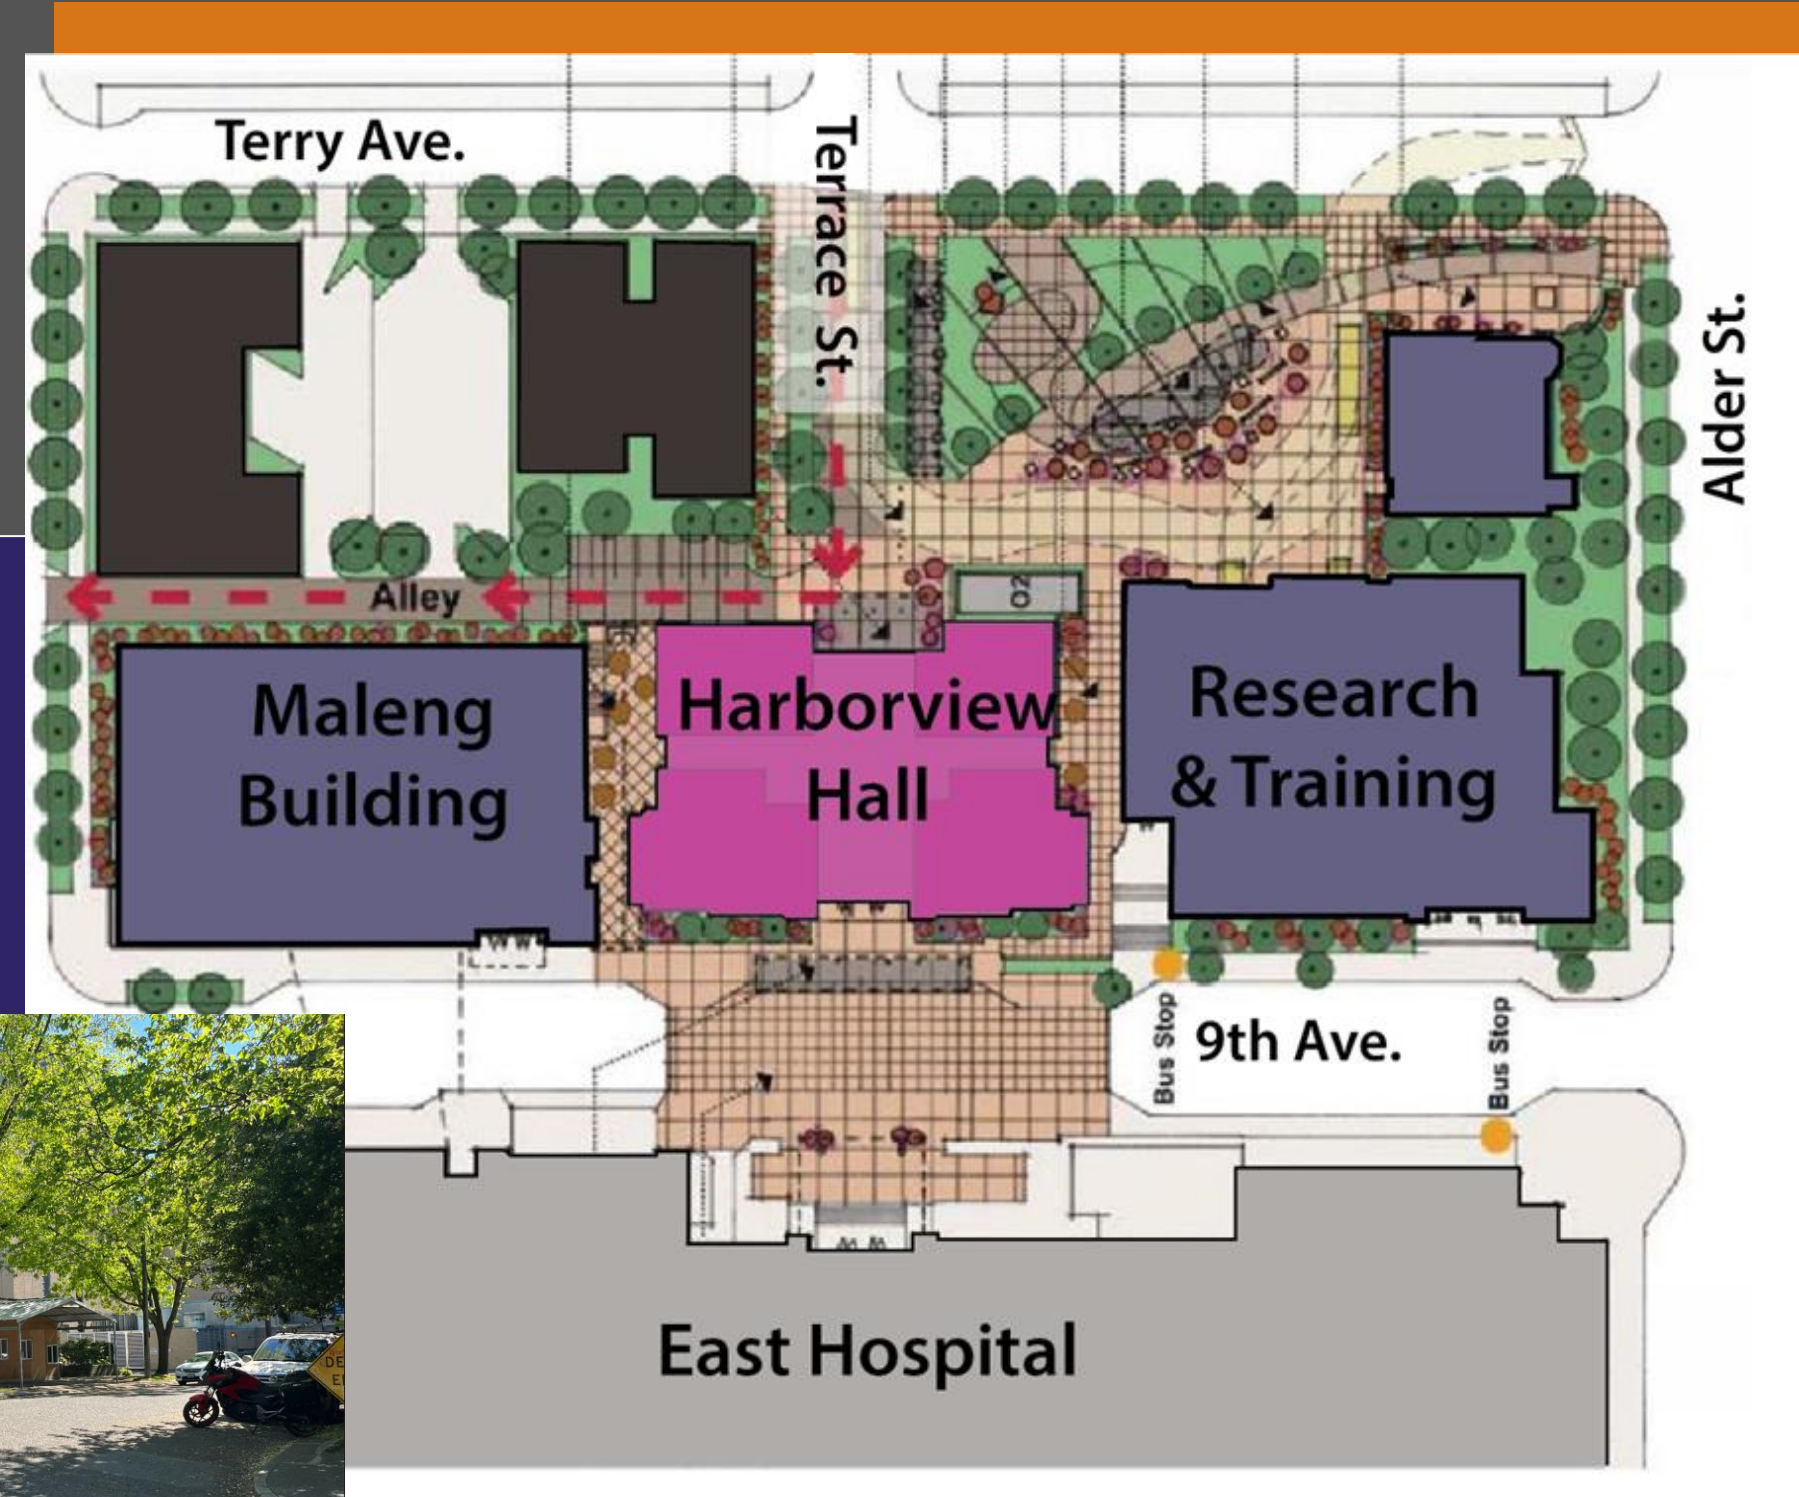 Terry Ave.
Terrace St.
Alder St.
Alley
O2
Maleng
Building
Harborview
Hall
Research
& Training
Bus Stop
9th Ave.
Bus Stop
East Hospital
DE